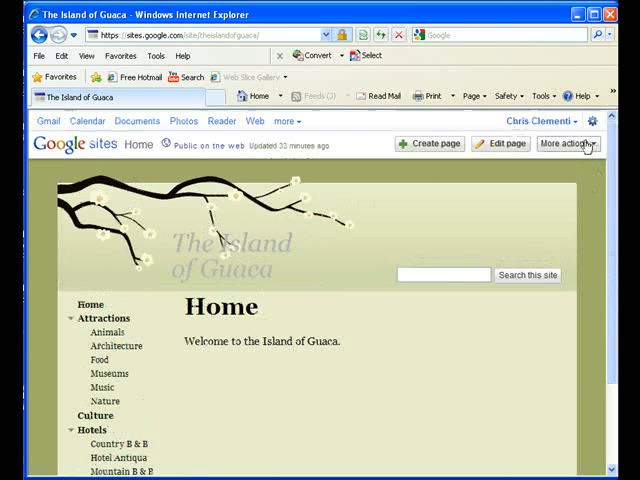 The Island of Guaca - Windows Internet Explorer
https://sites.google.com/site/theislandofguaca/
Google
File Edit View Favorites Tools Help
Convert Select
Favorites Free Hotmail Search Web Slice Gallery
The Island of Guaca
Home Feeds (J) Read Mail Print Page Safety Tools Help
Gmail Calendar Documents Photos Reader Web more
Chris Clementi
Google sites Home Public on the web Updated 33 minutes ago
Create page Edit page More actions
The Island
of Guaca
Search this site
Home
Attractions
Animals
Architecture
Food
Museums
Music
Nature
Culture
Hotels
Country B & B
Hotel Antiqua
Mountain B & B
Home
Welcome to the Island of Guaca.